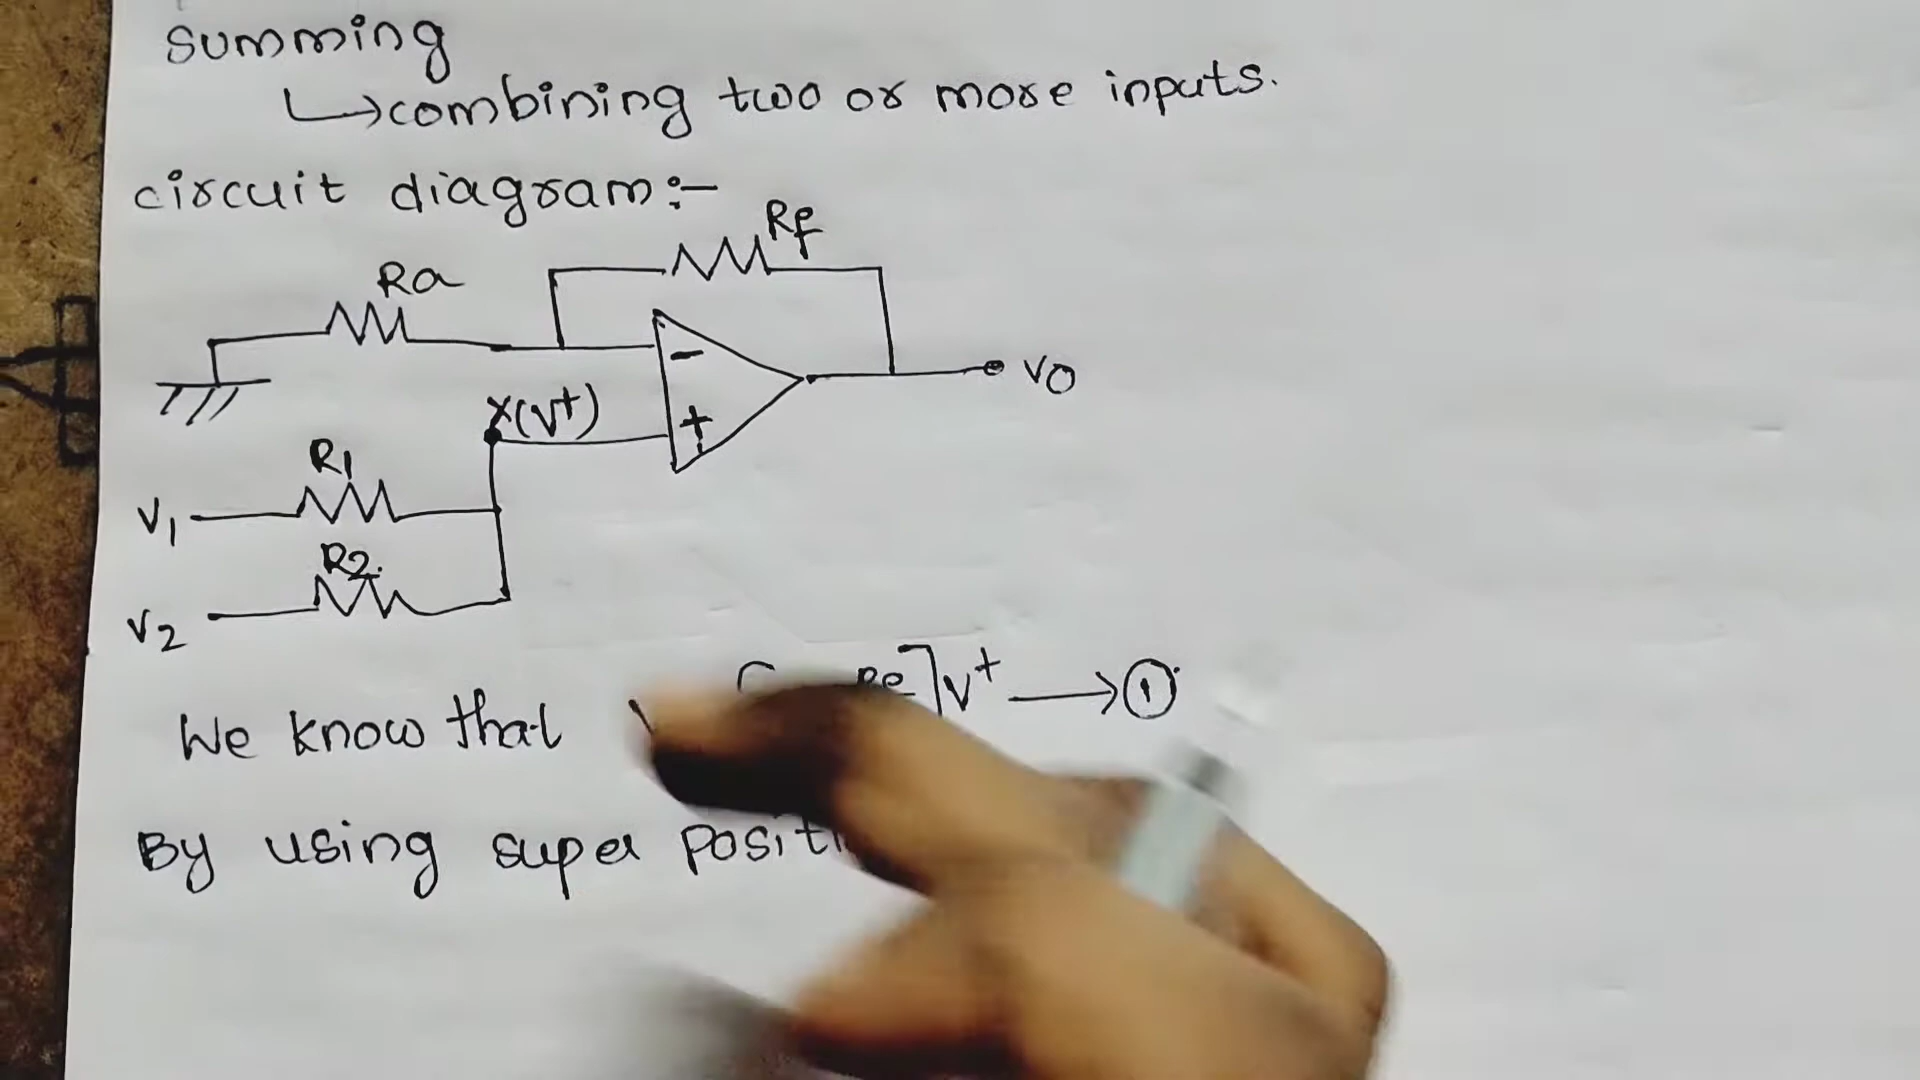 summing
↳ combining two or more inputs.
circuit diagram:-
Rf
Ra
-
Vo
X(V+)
+
R1
V1
R2.
V2
We know that ]V+ → ①
By using super